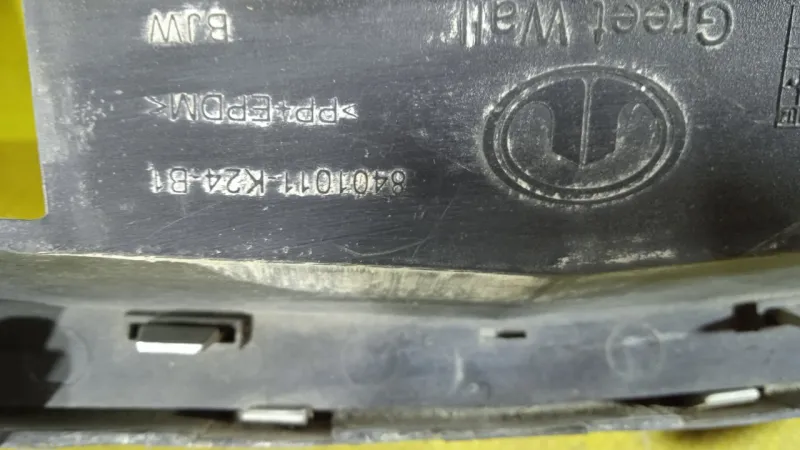 8401011-K24-B1
>PP+EPDM<
Great Wall
BJW